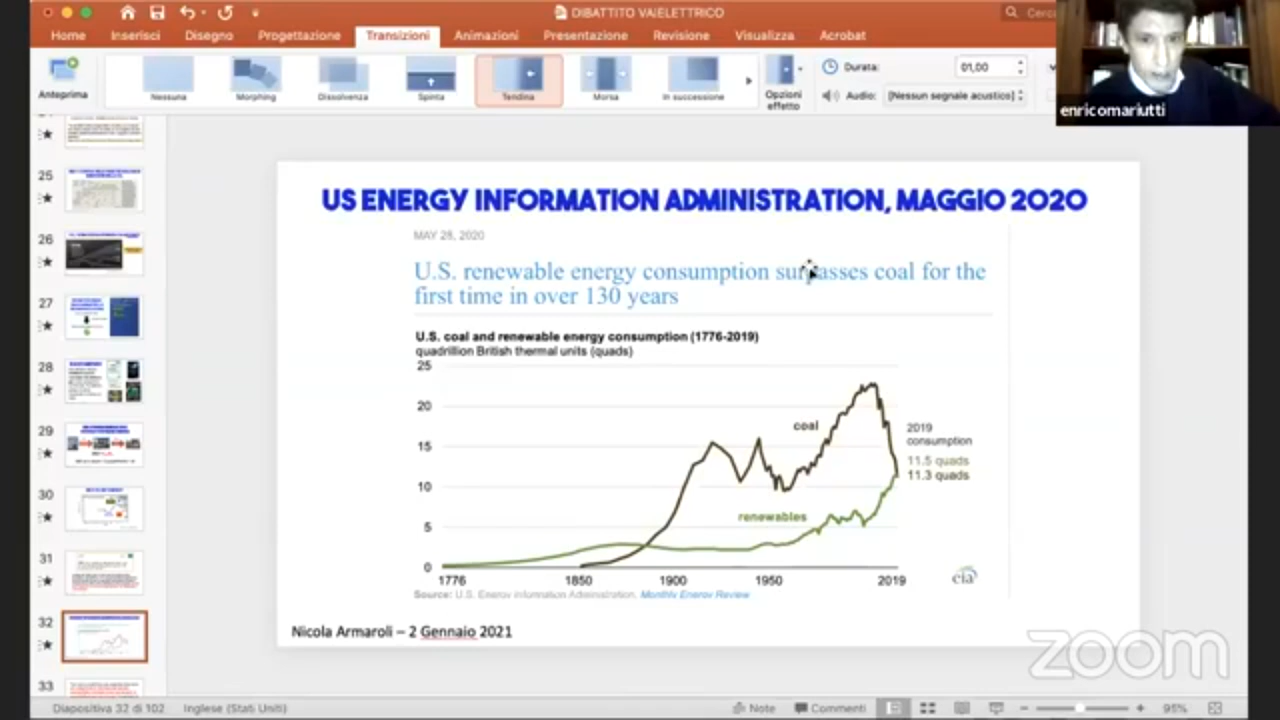 DIBATTITO VAIELETTRICO
Home Inserisci Disegno Progettazione Transizioni Animazioni Presentazione Revisione Visualizza Acrobat
Durata: 01,00
Anteprima
Nessuna Morphing Dissolvenza Spinta Tendina Morsa In successione
Opzioni
effetto
Audio: [Nessun segnale acustico]
enricomariutti
25
26
27
28
29
30
31
32
33
US ENERGY INFORMATION ADMINISTRATION, MAGGIO 2020
MAY 28, 2020
U.S. renewable energy consumption surpasses coal for the
first time in over 130 years
U.S. coal and renewable energy consumption (1776-2019)
quadrillion British thermal units (quads)
25
20
15
10
5
0
coal
renewables
2019
consumption
11.5 quads
11.3 quads
1776 1850 1900 1950 2019
eia
Source: U.S. Energy Information Administration, Monthly Energy Review
Nicola Armaroli – 2 Gennaio 2021
zoom
Diapositiva 32 di 102 Inglese (Stati Uniti) Note Commenti 95%